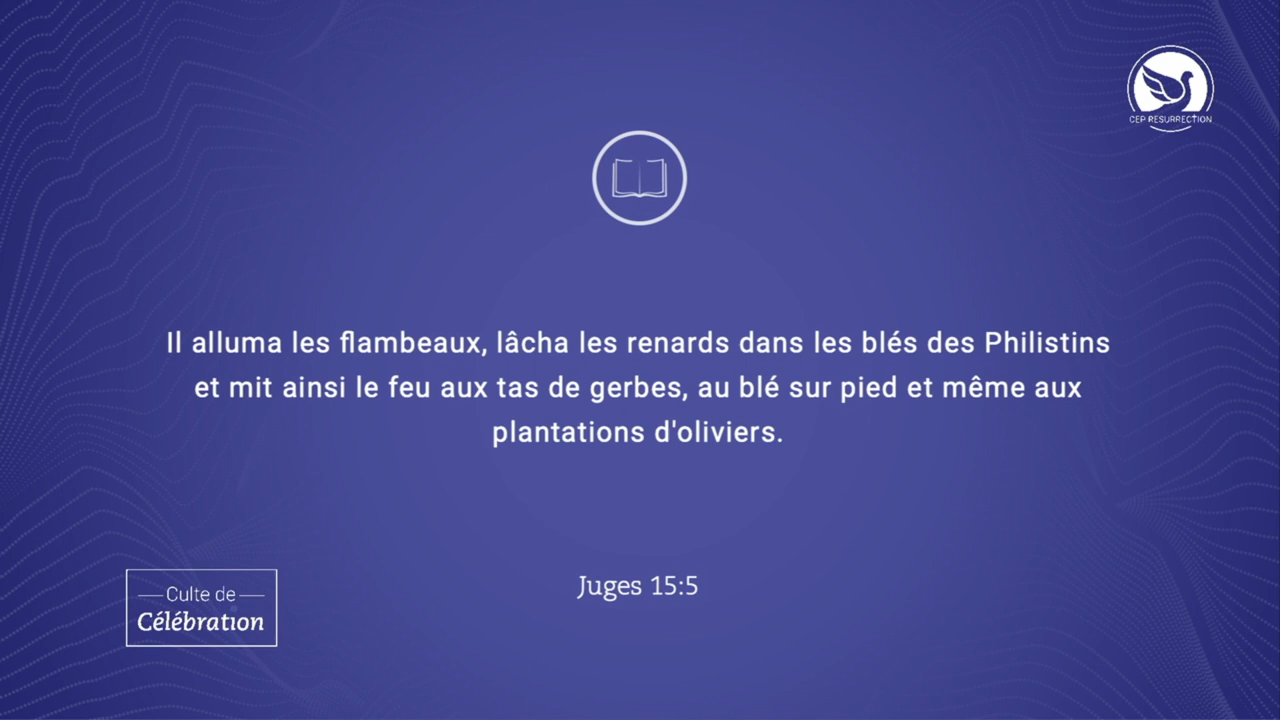 CEP RESURRECTION
Il alluma les flambeaux, lâcha les renards dans les blés des Philistins
et mit ainsi le feu aux tas de gerbes, au blé sur pied et même aux
plantations d'oliviers.
Juges 15:5
Culte de
Célébration